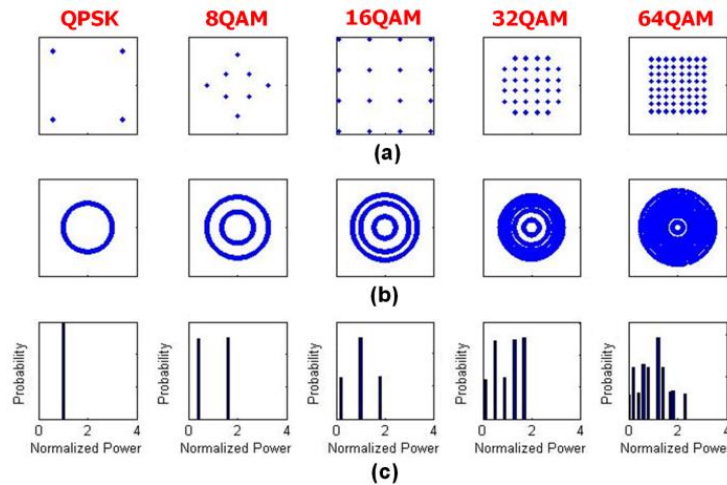 QPSK 8QAM 16QAM 32QAM 64QAM
(a)
(b)
Probability Probability Probability Probability Probability
0 2 4 0 2 4 0 2 4 0 2 4 0 2 4
Normalized Power Normalized Power Normalized Power Normalized Power Normalized Power
(c)